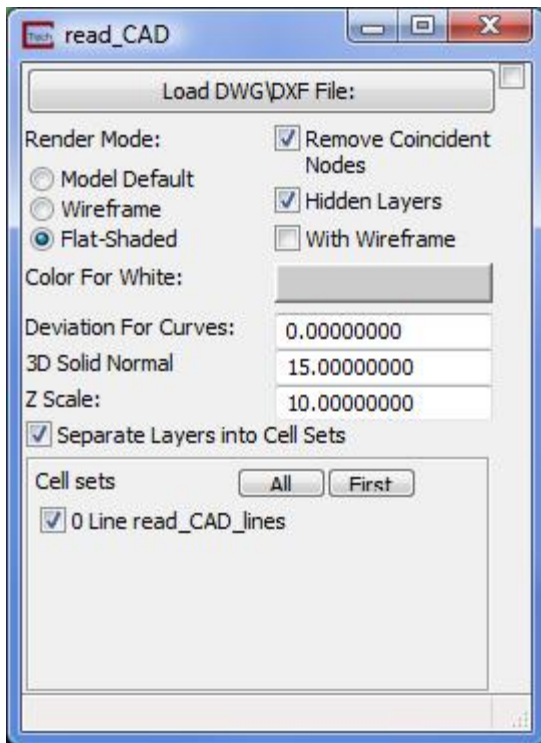 Tech read_CAD
Load DWG\DXF File:
Render Mode:
Remove Coincident
Nodes
Model Default
Hidden Layers
Wireframe
With Wireframe
Flat-Shaded
Color For White:
Deviation For Curves: 0.00000000
3D Solid Normal 15.00000000
Z Scale: 10.00000000
Separate Layers into Cell Sets
Cell sets All First
0 Line read_CAD_lines